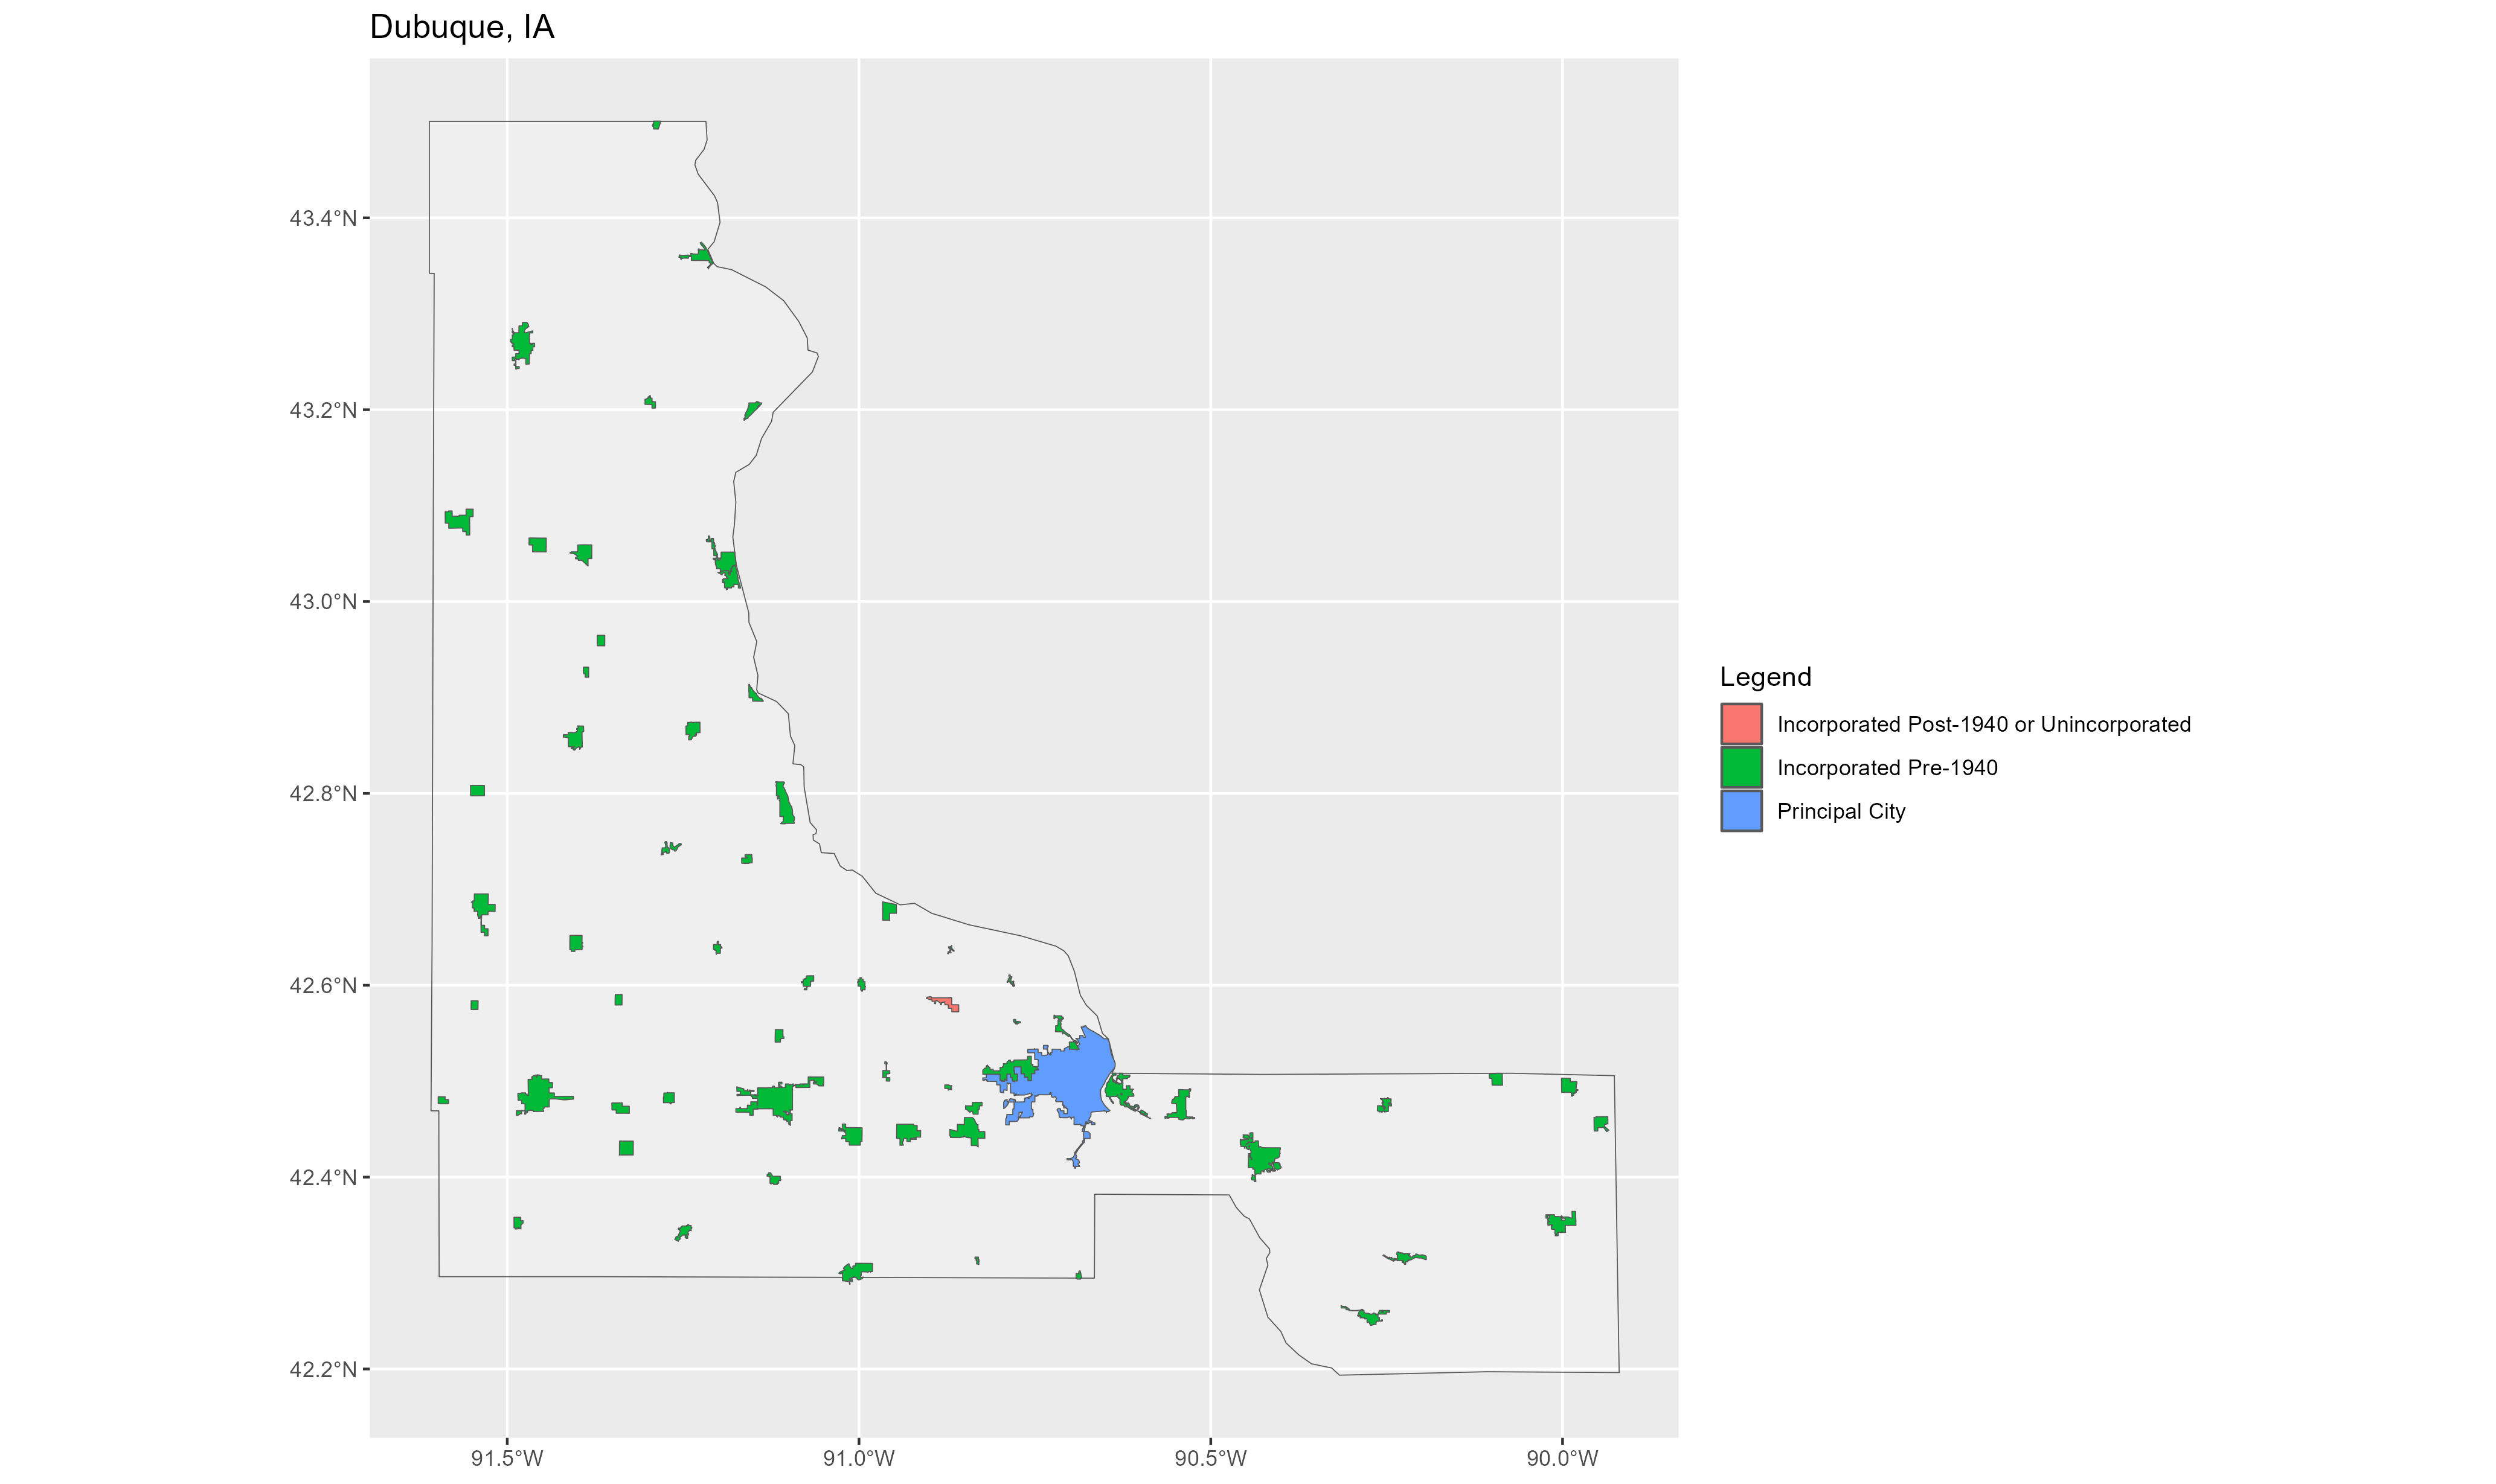 Dubuque, IA
43.4°N
43.2°N
43.0°N
42.8°N
42.6°N
42.4°N
42.2°N
91.5°W
91.0°W
90.5°W
90.0°W
Legend
Incorporated Post-1940 or Unincorporated
Incorporated Pre-1940
Principal City